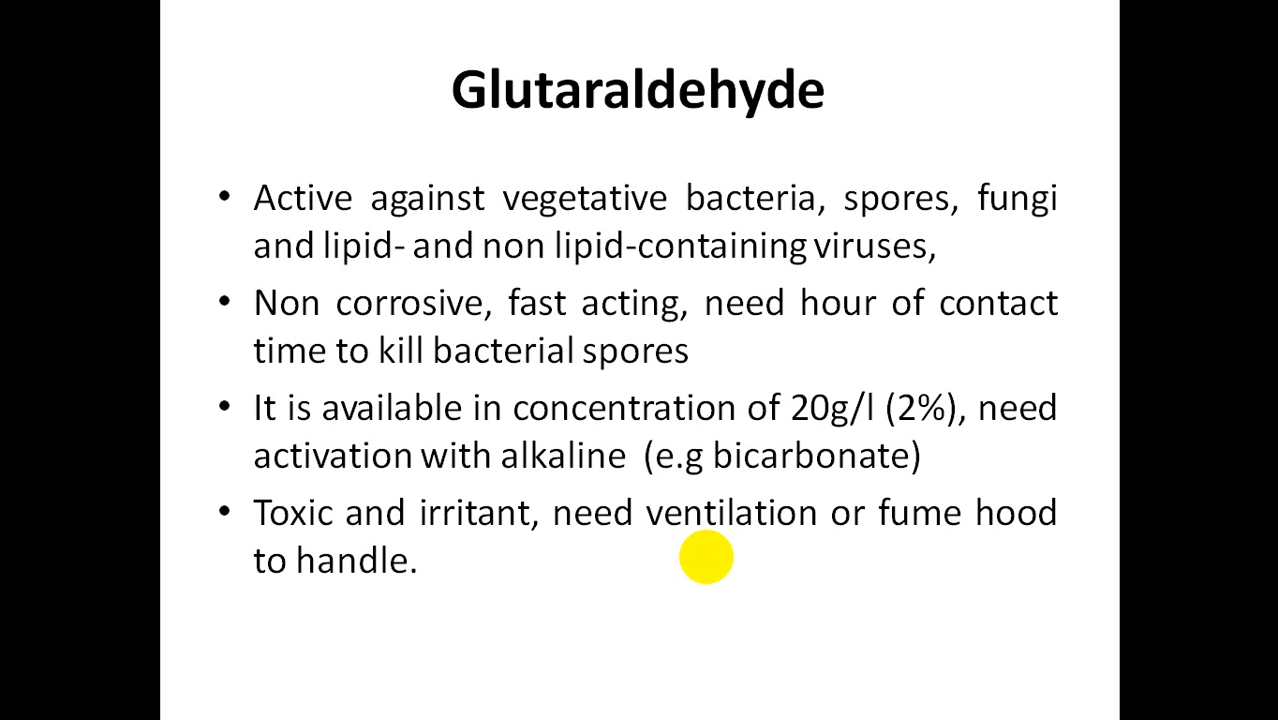 Glutaraldehyde
• Active against vegetative bacteria, spores, fungi
and lipid- and non lipid-containing viruses,
• Non corrosive, fast acting, need hour of contact
time to kill bacterial spores
• It is available in concentration of 20g/l (2%), need
activation with alkaline (e.g bicarbonate)
• Toxic and irritant, need ventilation or fume hood
to handle.